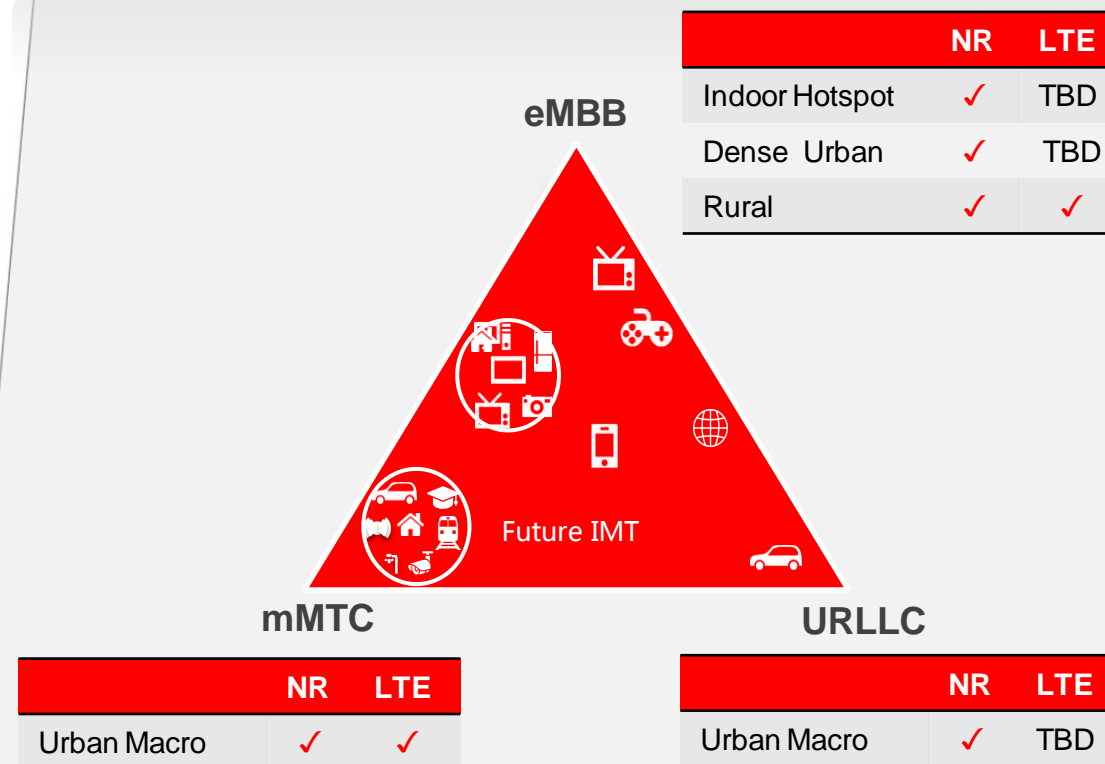 NR LTE
Indoor Hotspot ✓ TBD
Dense Urban ✓ TBD
Rural ✓ ✓
eMBB
Future IMT
mMTC
URLLC
NR LTE
Urban Macro ✓ ✓
NR LTE
Urban Macro ✓ TBD